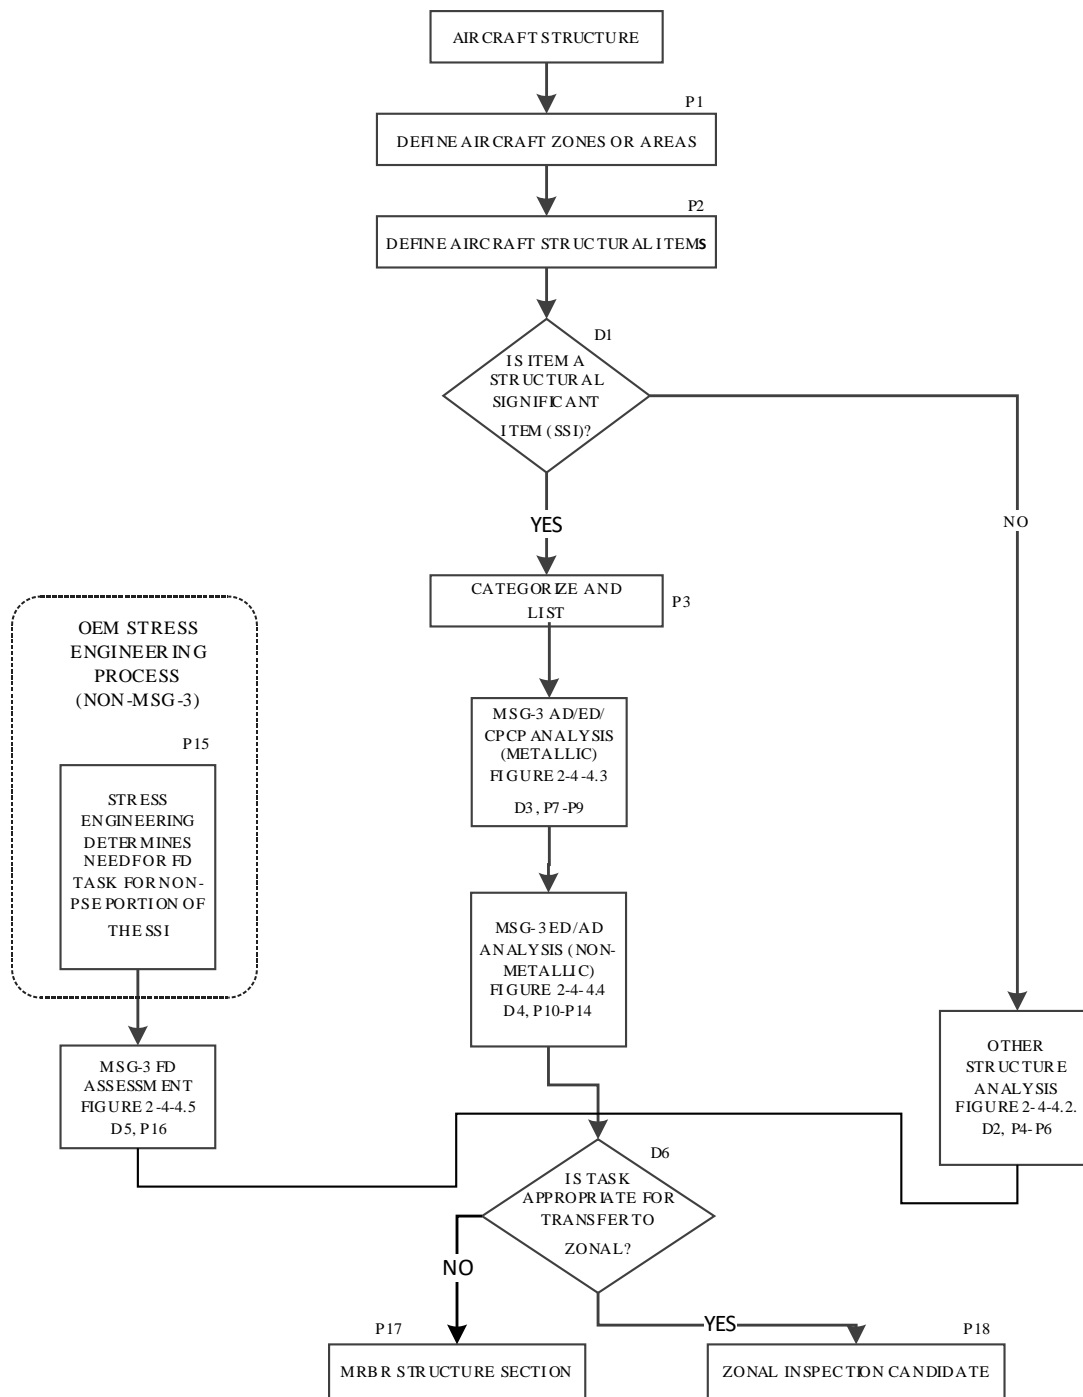 AIRCRAFT STRUCTURE
P1
DEFINE AIRCRAFT ZONES OR AREAS
P2
DEFINE AIRCRAFT STRUCTURAL ITEMS
D1
IS ITEM A
STRUCTURAL
SIGNIFICANT
ITEM (SSI)?
YES
NO
CATEGORIZE AND
LIST
P3
OEM STRESS
ENGINEERING
PROCESS
(NON-MSG-3)
P15
STRESS
ENGINEERING
DETERMINES
NEED FOR FD
TASK FOR NON-
PSE PORTION OF
THE SSI
MSG-3 AD/ED/
CPCP ANALYSIS
(METALLIC)
FIGURE 2-4-4.3
D3, P7-P9
MSG-3 ED/AD
ANALYSIS (NON-
METALLIC)
FIGURE 2-4-4.4
D4, P10-P14
MSG-3 FD
ASSESSMENT
FIGURE 2-4-4.5
D5, P16
OTHER
STRUCTURE
ANALYSIS
FIGURE 2-4-4.2.
D2, P4-P6
D6
IS TASK
APPROPRIATE FOR
TRANSFER TO
ZONAL?
NO
YES
P17
MRBR STRUCTURE SECTION
P18
ZONAL INSPECTION CANDIDATE